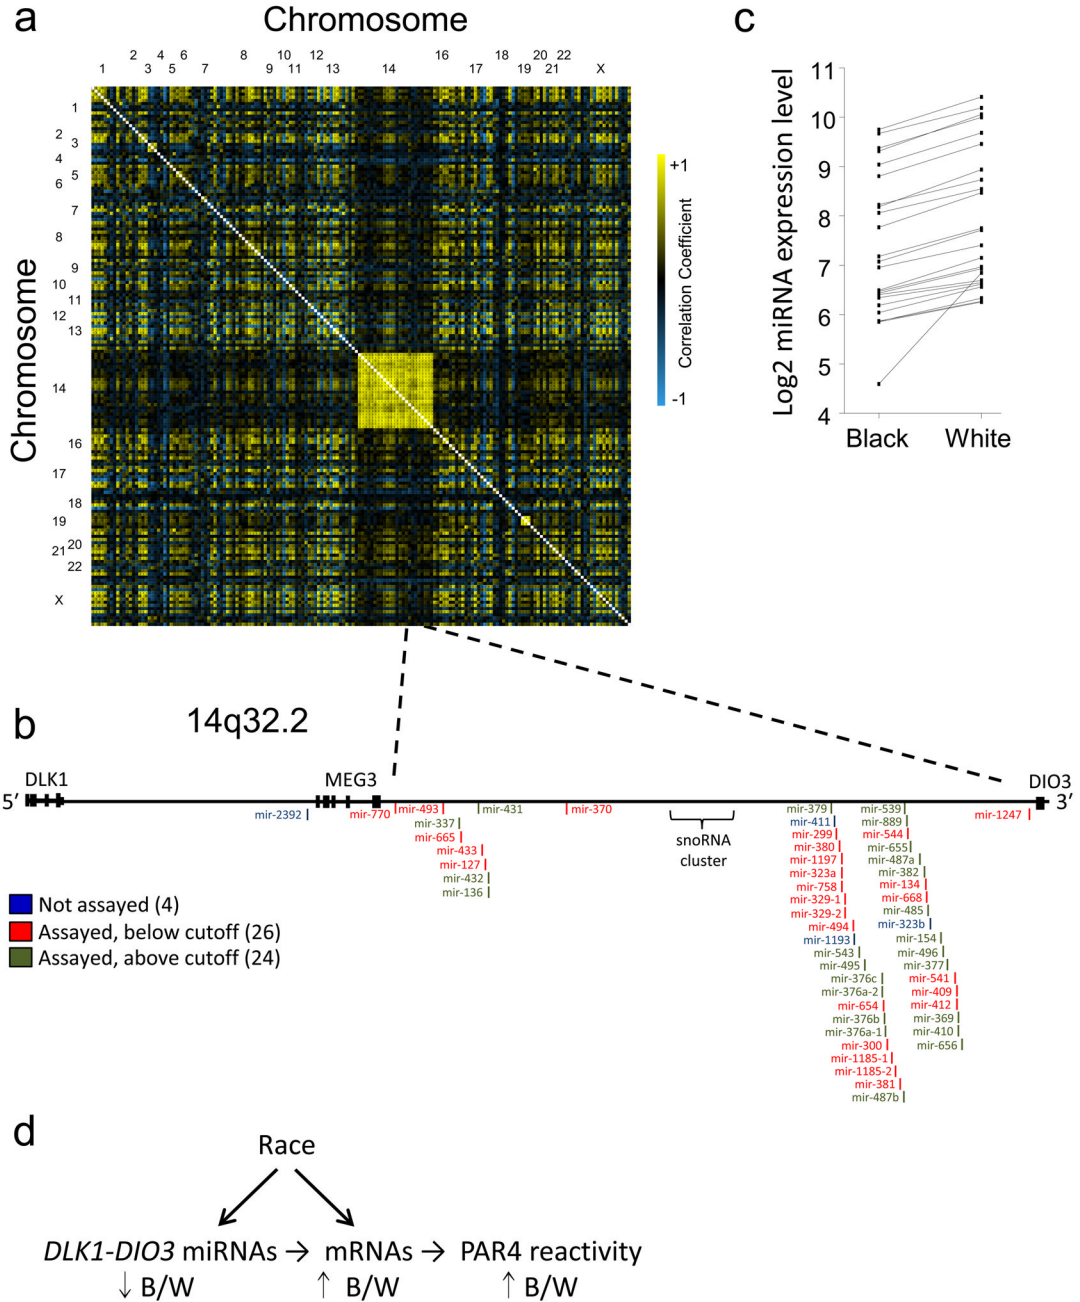 a
Chromosome
2 4 6 8 10 12 16 18 20 22
1 3 5 7 9 11 13 14 17 19 21 X
Chromosome
1
2
3
4
5
6
7
8
9
10
11
12
13
14
16
17
18
19
20
21
22
X
+1
Correlation Coefficient
-1
c
Log2 miRNA expression level
11
10
9
8
7
6
5
4
Black White
b
14q32.2
DLK1 MEG3 DIO3
5′ 3′
mir-2392
mir-770
mir-493
mir-431
mir-370
mir-337
mir-665
mir-433
mir-127
mir-432
mir-136
snoRNA
cluster
mir-379
mir-411
mir-299
mir-380
mir-1197
mir-323a
mir-758
mir-329-1
mir-329-2
mir-494
mir-1193
mir-543
mir-495
mir-376c
mir-376a-2
mir-654
mir-376b
mir-376a-1
mir-300
mir-1185-1
mir-1185-2
mir-381
mir-487b
mir-539
mir-889
mir-544
mir-655
mir-487a
mir-382
mir-134
mir-668
mir-485
mir-323b
mir-154
mir-496
mir-377
mir-541
mir-409
mir-412
mir-369
mir-410
mir-656
mir-1247
Not assayed (4)
Assayed, below cutoff (26)
Assayed, above cutoff (24)
d
Race
DLK1-DIO3 miRNAs → mRNAs → PAR4 reactivity
↓ B/W ↑ B/W ↑ B/W